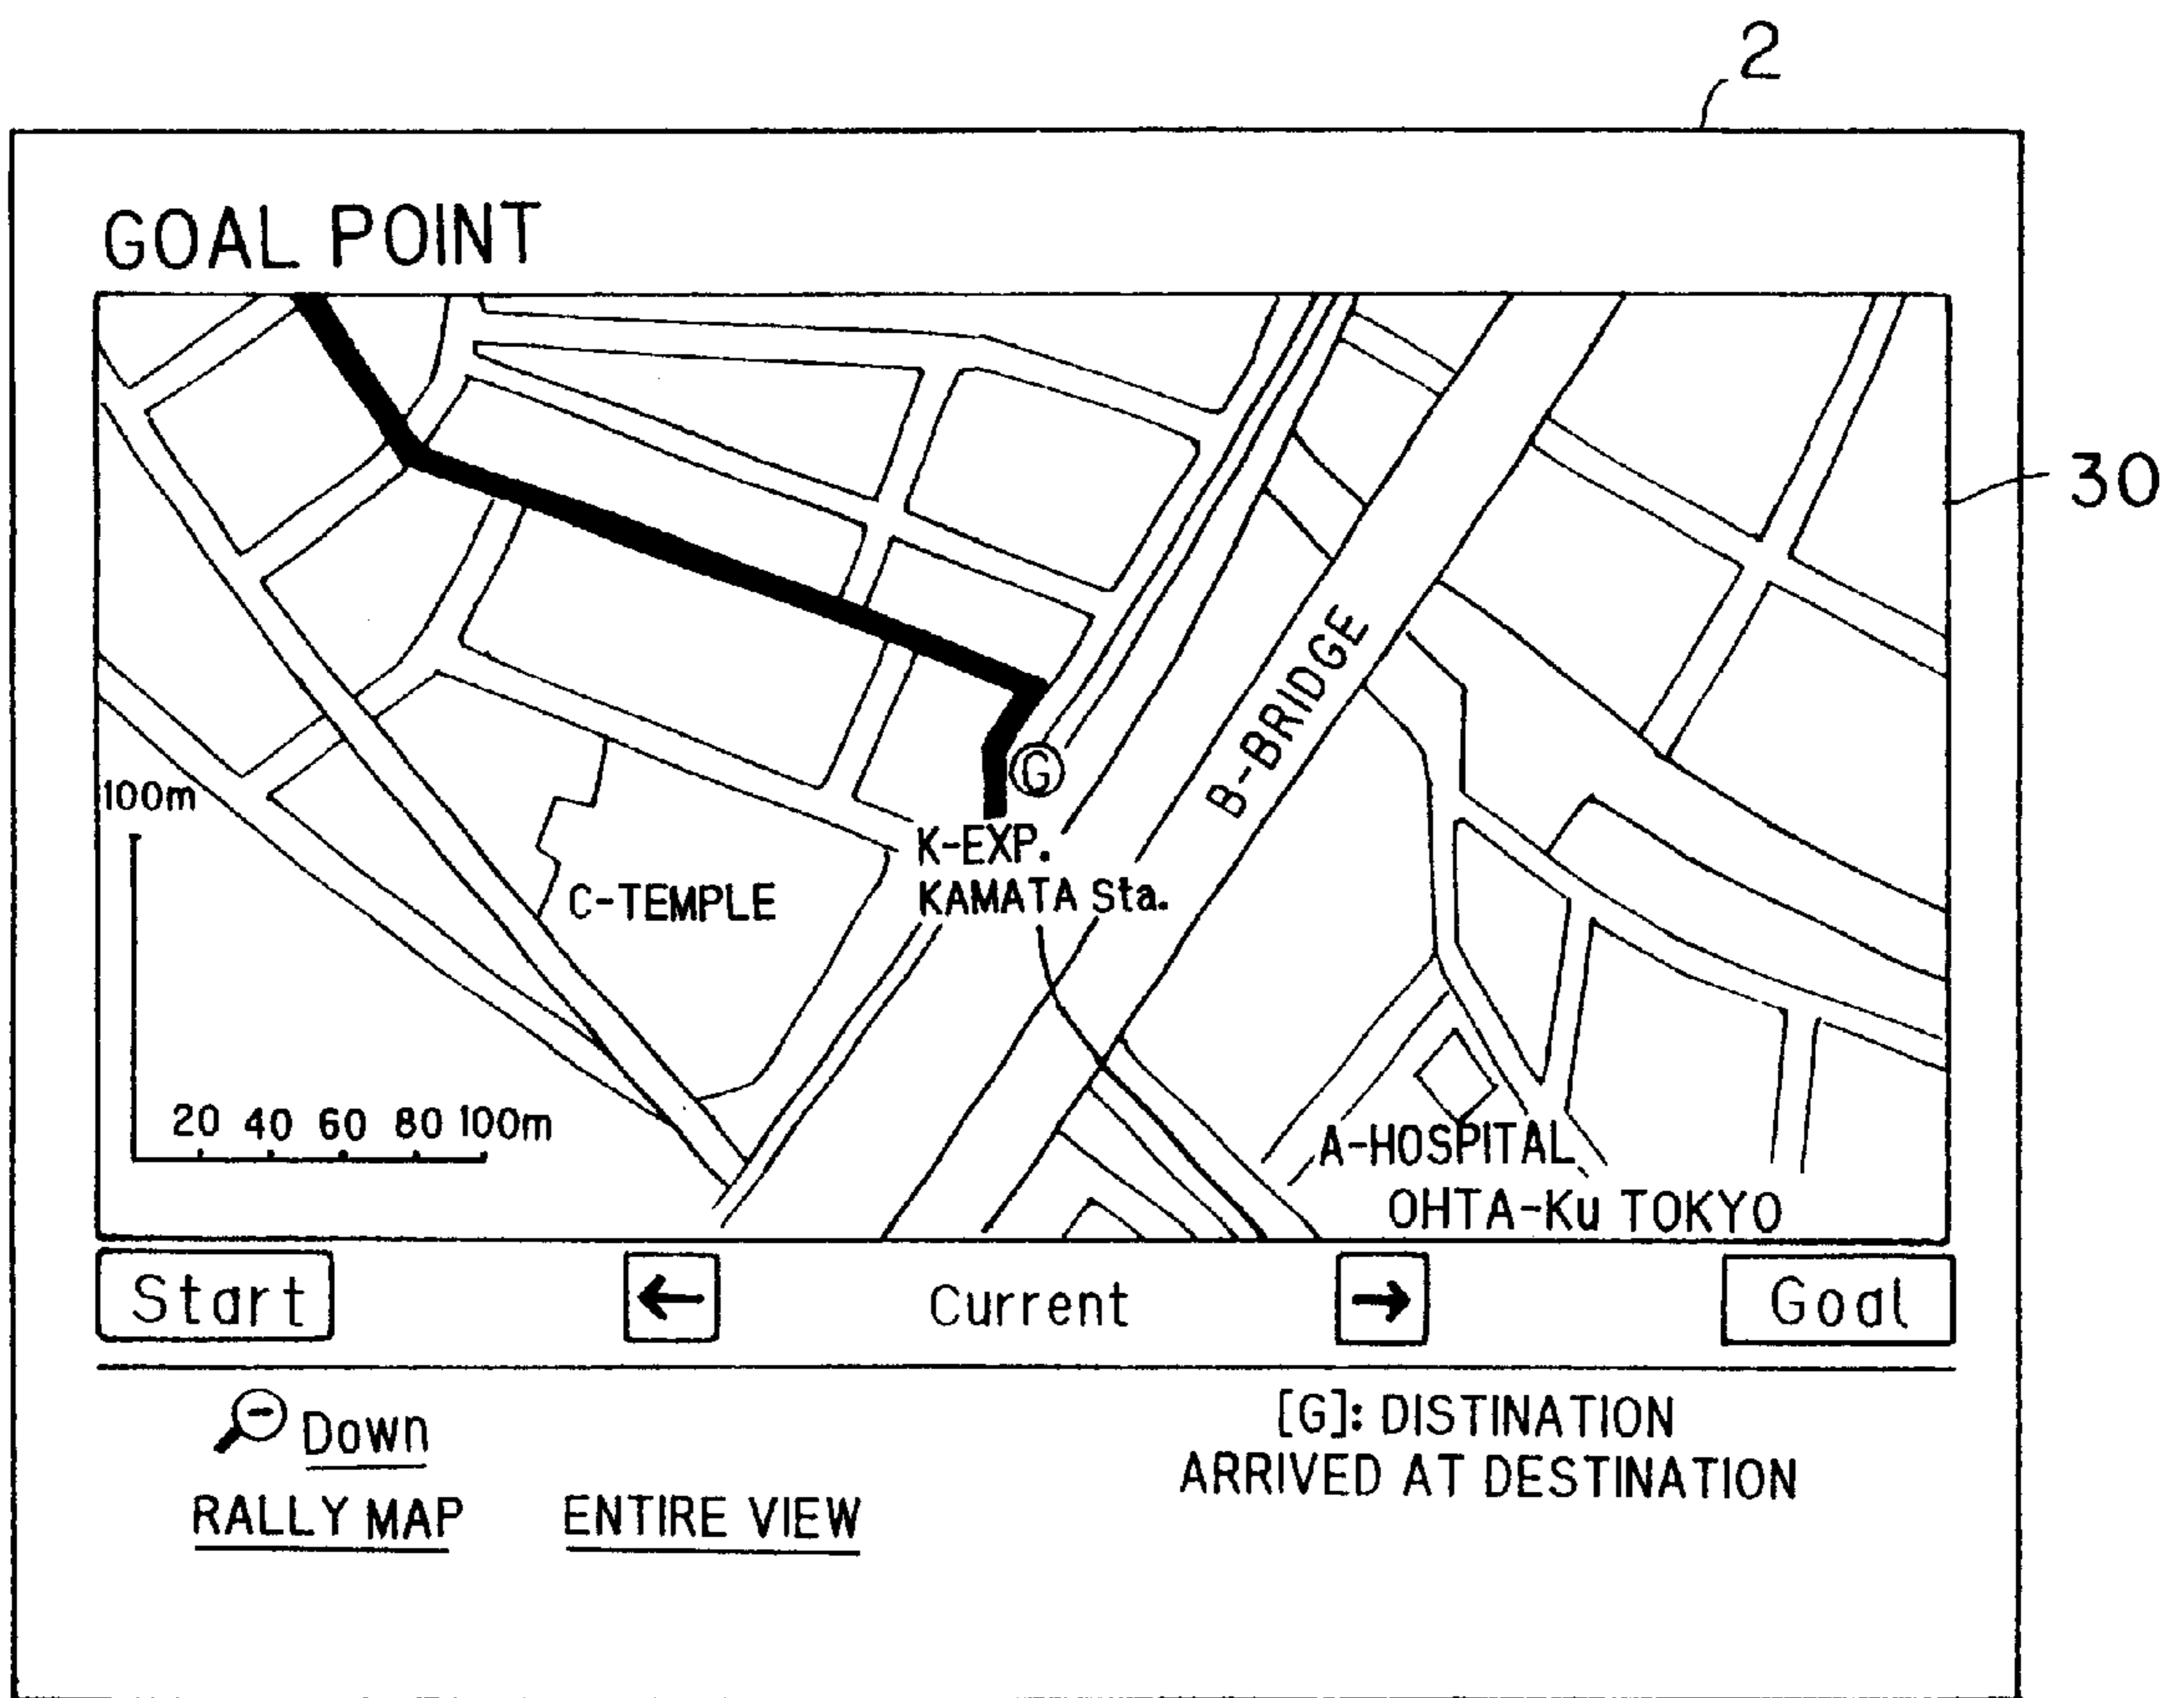 2
GOAL POINT
30
B-BRIDGE
G
100m
K-EXP.
KAMATA Sta.
C-TEMPLE
20 40 60 80 100m
A-HOSPITAL
OHTA-Ku TOKYO
Start ← Current → Goal
Down
[G]: DISTINATION
ARRIVED AT DESTINATION
RALLY MAP ENTIRE VIEW